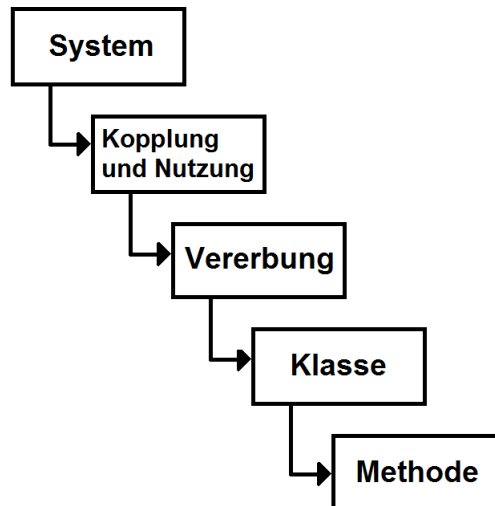 System
Kopplung
und Nutzung
Vererbung
Klasse
Methode